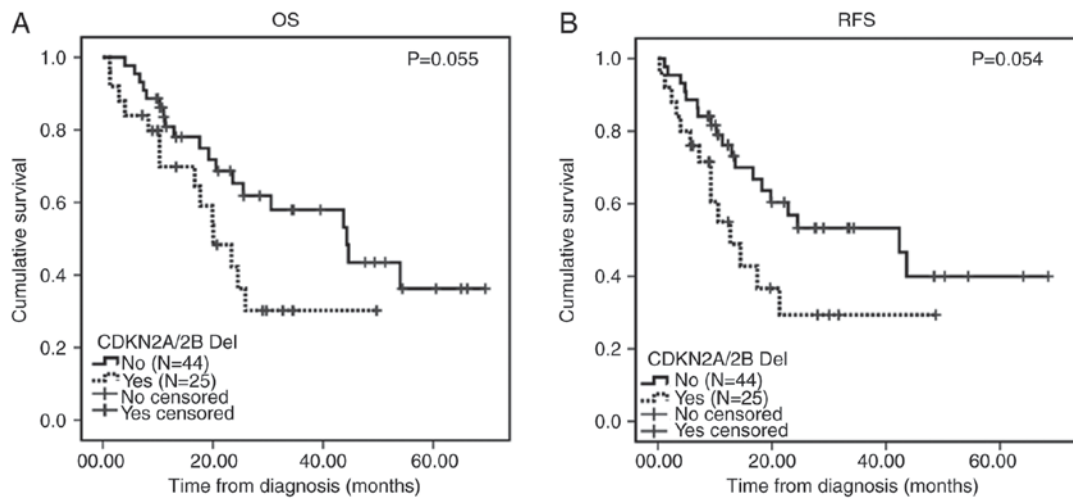 A
OS
P=0.055
1.0
0.8
0.6
0.4
0.2
0.0
Cumulative survival
CDKN2A/2B Del
No (N=44)
Yes (N=25)
No censored
Yes censored
00.00 20.00 40.00 60.00
Time from diagnosis (months)
B
RFS
P=0.054
1.0
0.8
0.6
0.4
0.2
0.0
Cumulative survival
CDKN2A/2B Del
No (N=44)
Yes (N=25)
No censored
Yes censored
00.00 20.00 40.00 60.00
Time from diagnosis (months)